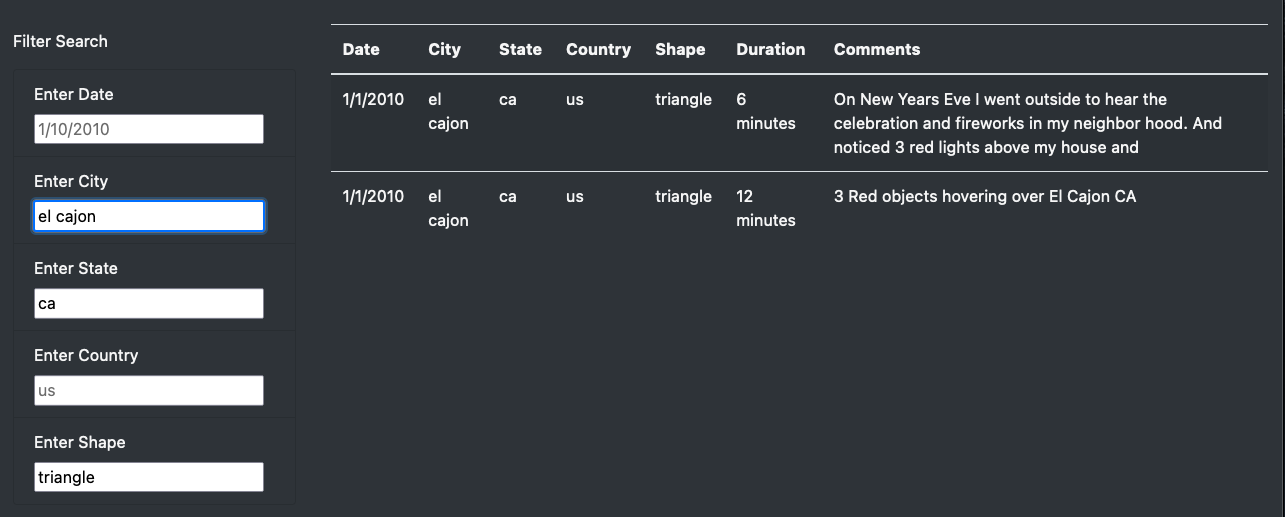 Filter Search
Enter Date
1/10/2010
Enter City
el cajon
Enter State
ca
Enter Country
us
Enter Shape
triangle
Date City State Country Shape Duration Comments
1/1/2010 el ca us triangle 6 On New Years Eve I went outside to hear the
cajon minutes celebration and fireworks in my neighbor hood. And
noticed 3 red lights above my house and
1/1/2010 el ca us triangle 12 3 Red objects hovering over El Cajon CA
cajon minutes